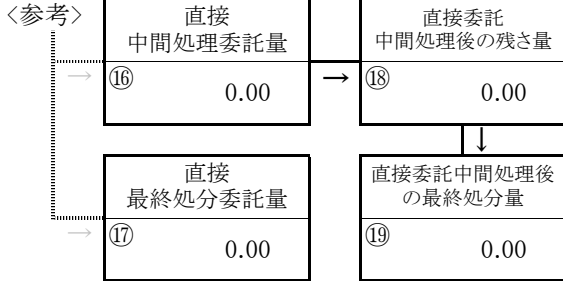 〈参考〉
直接
中間処理委託量
→
⑯
0.00
→
直接委託
中間処理後の残さ量
⑱
0.00
↓
直接
最終処分委託量
→
⑰
0.00
直接委託中間処理後
の最終処分量
⑲
0.00